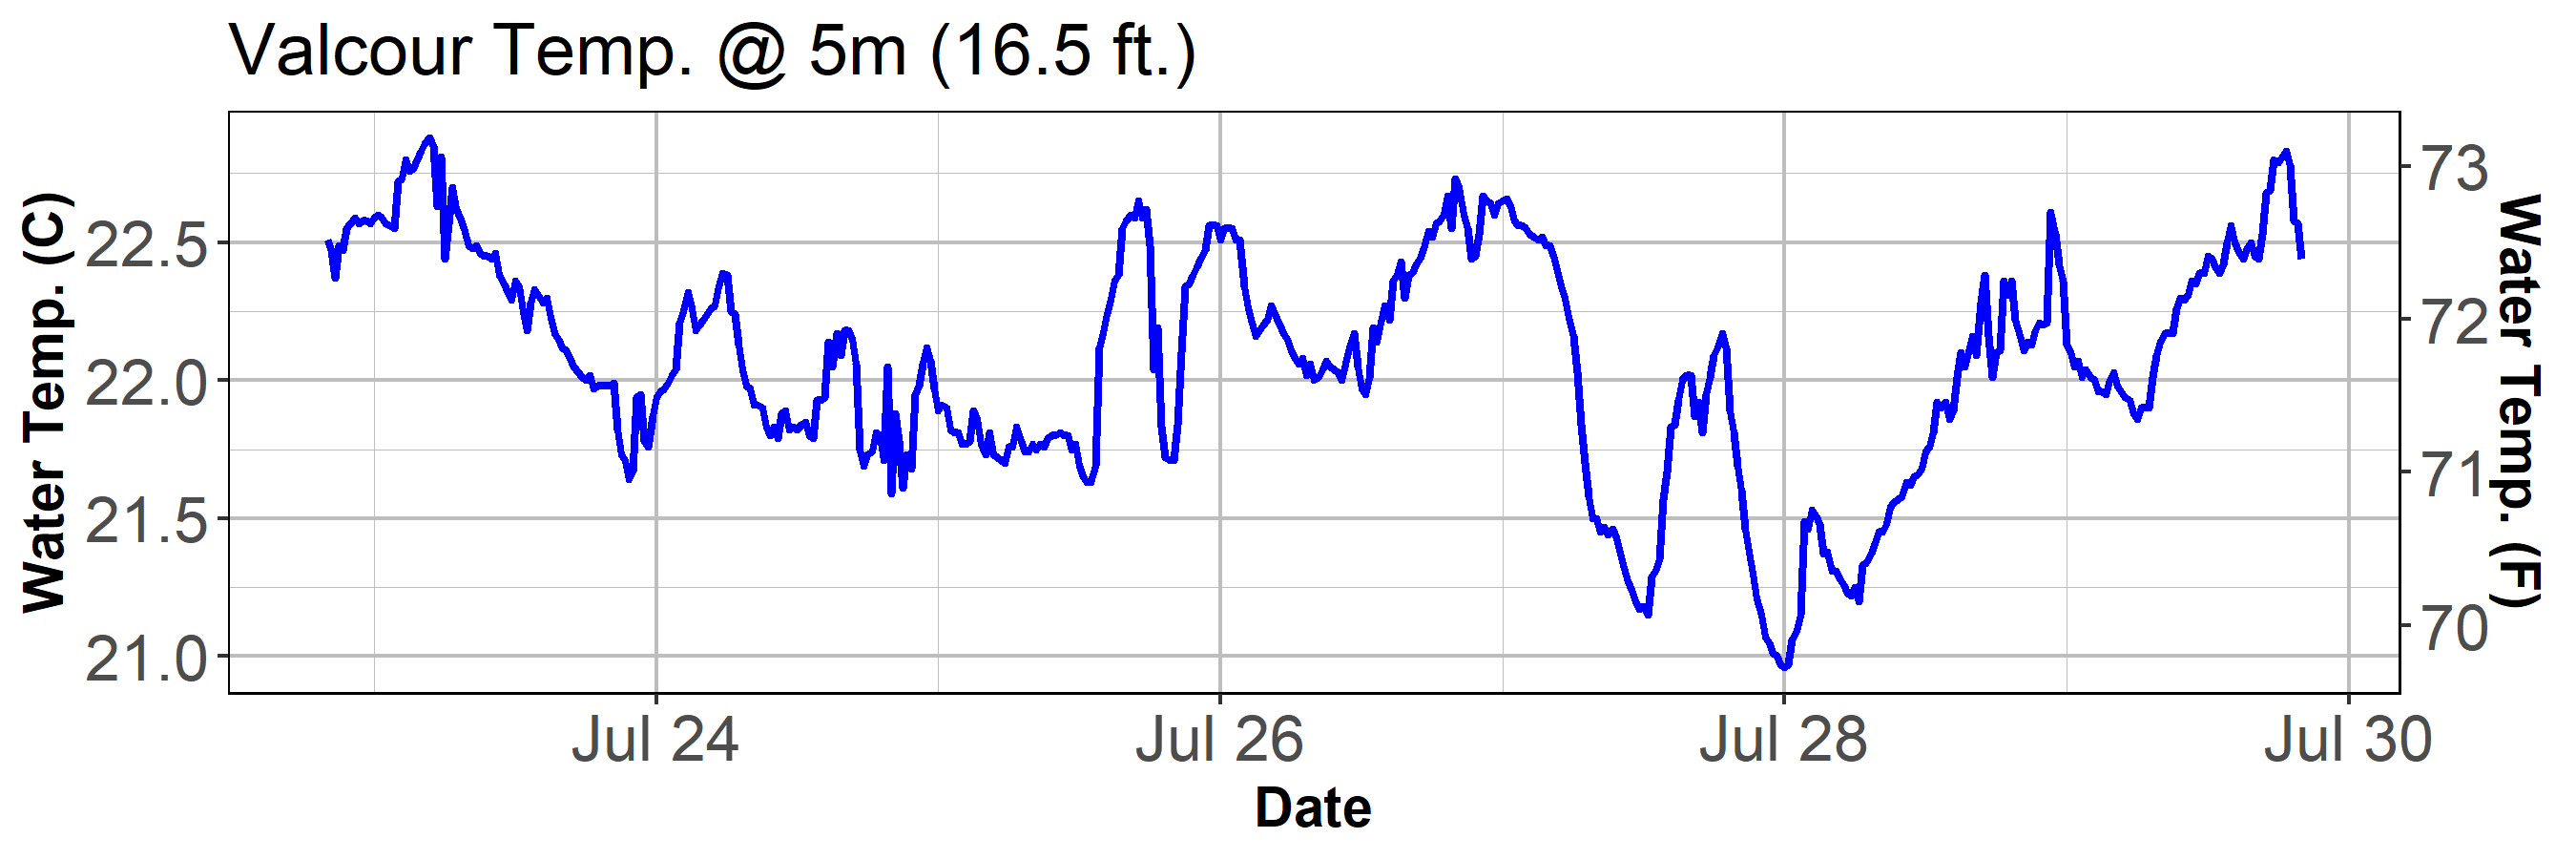 Valcour Temp. @ 5m (16.5 ft.)
Water Temp. (C)
22.5
22.0
21.5
21.0
73
72
71
70
Water Temp. (F)
Jul 24 Jul 26 Jul 28 Jul 30
Date